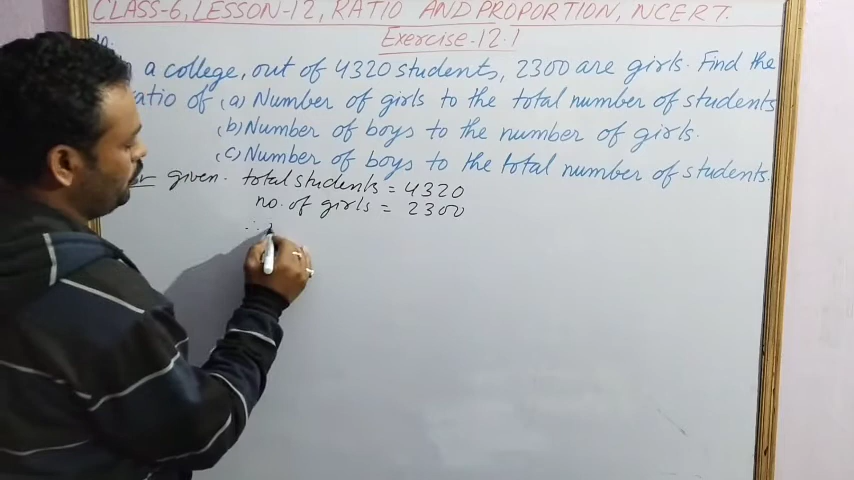 CLASS-6, LESSON-12, RATIO AND PROPORTION, NCERT.
Exercise-12.1
a college, out of 4320 students, 2300 are girls. Find the
atio of (a) Number of girls to the total number of students
(b) Number of boys to the number of girls.
(c) Number of boys to the total number of students.
given. total students = 4320
no. of girls = 2300
∴